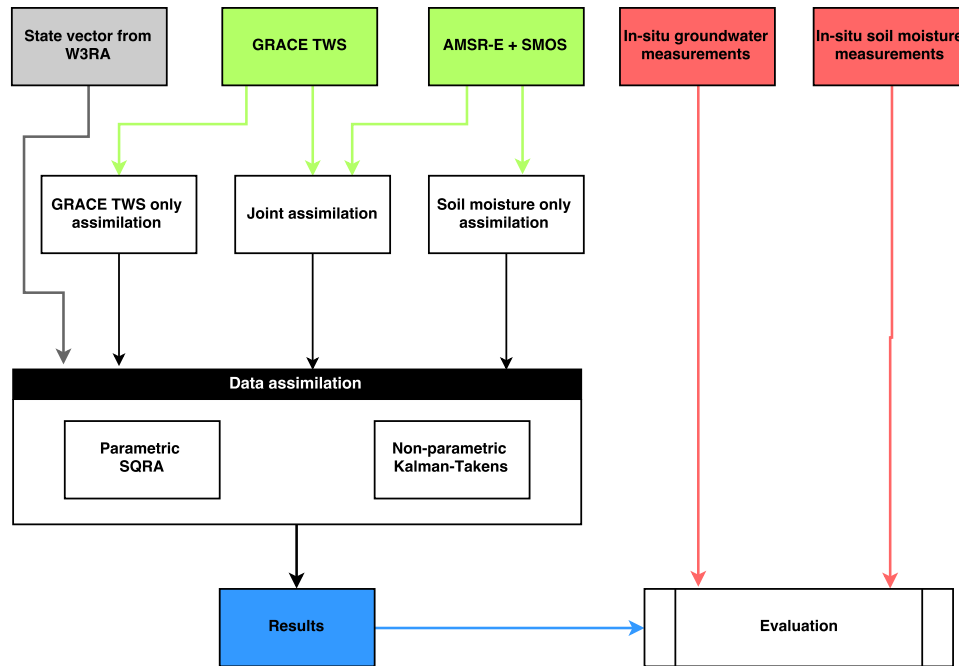 State vector from
W3RA
GRACE TWS
AMSR-E + SMOS
In-situ groundwater
measurements
In-situ soil moisture
measurements
GRACE TWS only
assimilation
Joint assimilation
Soil moisture only
assimilation
Data assimilation
Parametric
SQRA
Non-parametric
Kalman-Takens
Results
Evaluation